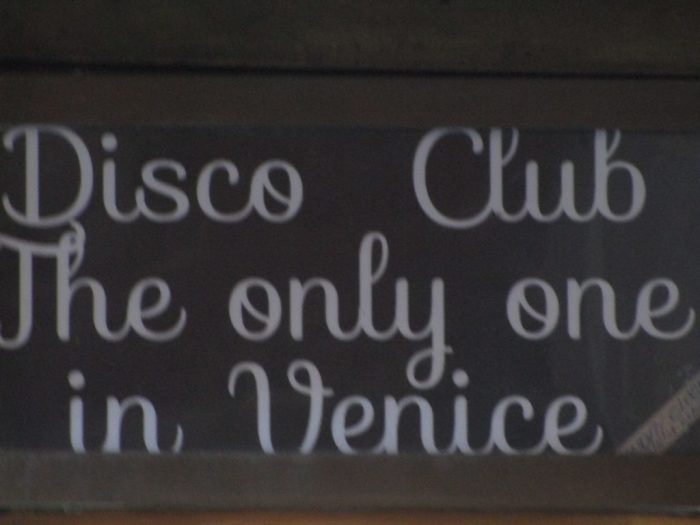 Disco Club
The only one
in Venice